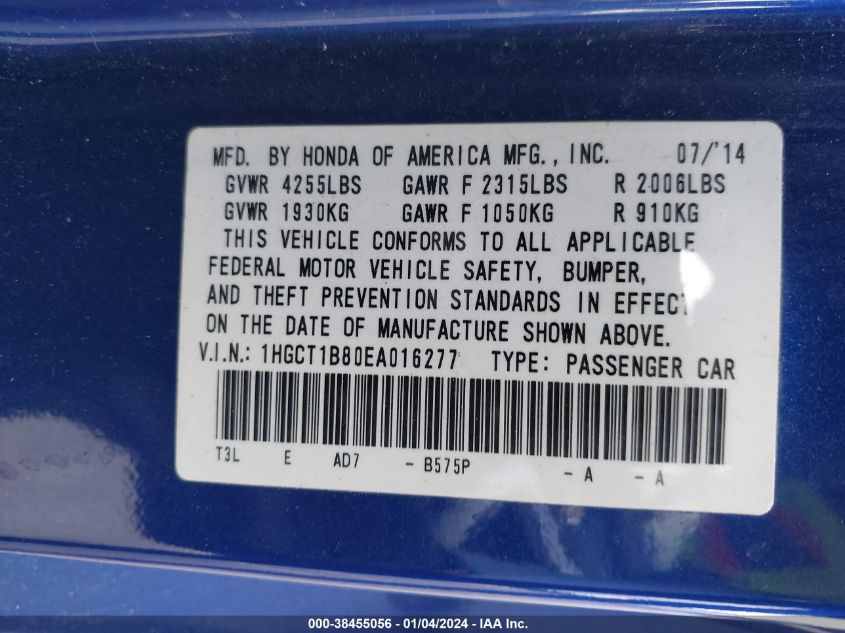 MFD. BY HONDA OF AMERICA MFG., INC. 07/'14
GVWR 4255LBS GAWR F 2315LBS R 2006LBS
GVWR 1930KG GAWR F 1050KG R 910KG
THIS VEHICLE CONFORMS TO ALL APPLICABLE
FEDERAL MOTOR VEHICLE SAFETY, BUMPER,
AND THEFT PREVENTION STANDARDS IN EFFECT
ON THE DATE OF MANUFACTURE SHOWN ABOVE.
V.I.N.: 1HGCT1B80EA016277 TYPE: PASSENGER CAR
T3L E AD7 - B575P - A - A
000-38455056 - 01/04/2024 - IAA Inc.